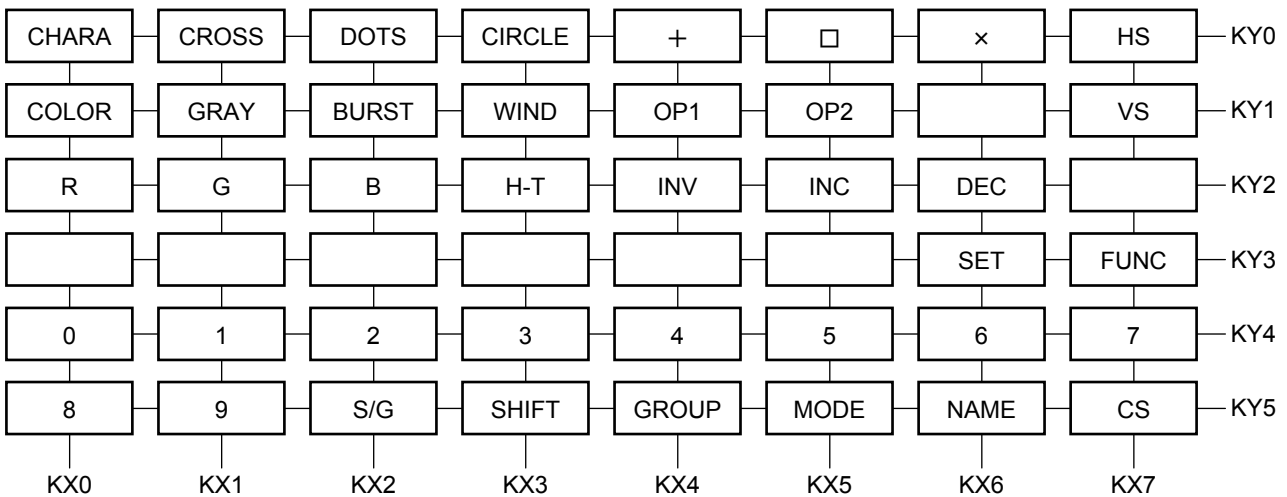 CHARA CROSS DOTS CIRCLE + □ × HS KY0
COLOR GRAY BURST WIND OP1 OP2 VS KY1
R G B H-T INV INC DEC KY2
SET FUNC KY3
0 1 2 3 4 5 6 7 KY4
8 9 S/G SHIFT GROUP MODE NAME CS KY5
KX0 KX1 KX2 KX3 KX4 KX5 KX6 KX7